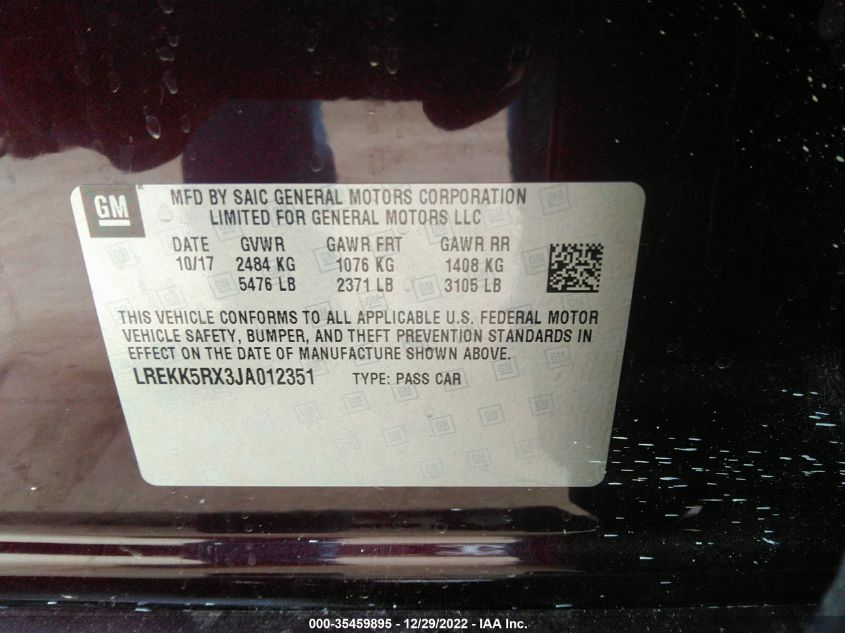 GM
MFD BY SAIC GENERAL MOTORS CORPORATION
LIMITED FOR GENERAL MOTORS LLC
DATE GVWR GAWR FRT GAWR RR
10/17 2484 KG 1076 KG 1408 KG
5476 LB 2371 LB 3105 LB
THIS VEHICLE CONFORMS TO ALL APPLICABLE U.S. FEDERAL MOTOR
VEHICLE SAFETY, BUMPER, AND THEFT PREVENTION STANDARDS IN
EFFECT ON THE DATE OF MANUFACTURE SHOWN ABOVE.
LREKK5RX3JA012351 TYPE: PASS CAR
000-35459895 - 12/29/2022 - IAA Inc.